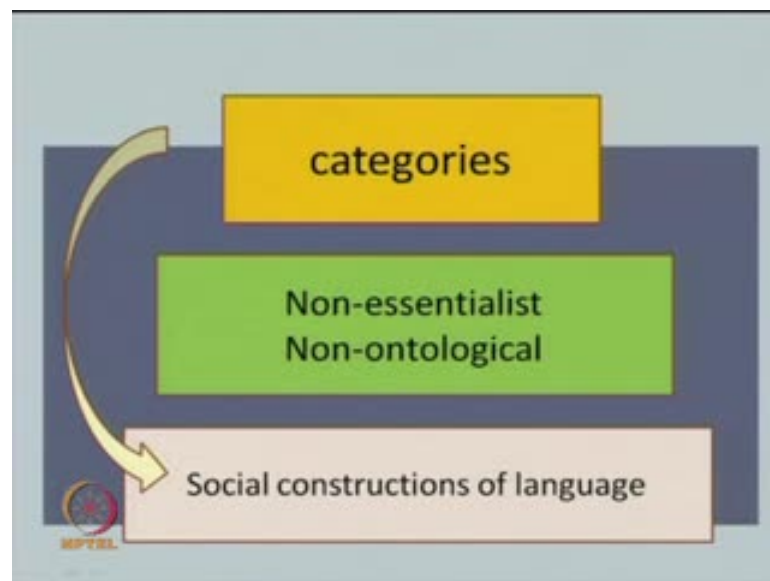 categories
Non-essentialist
Non-ontological
Social constructions of language
NPTEL